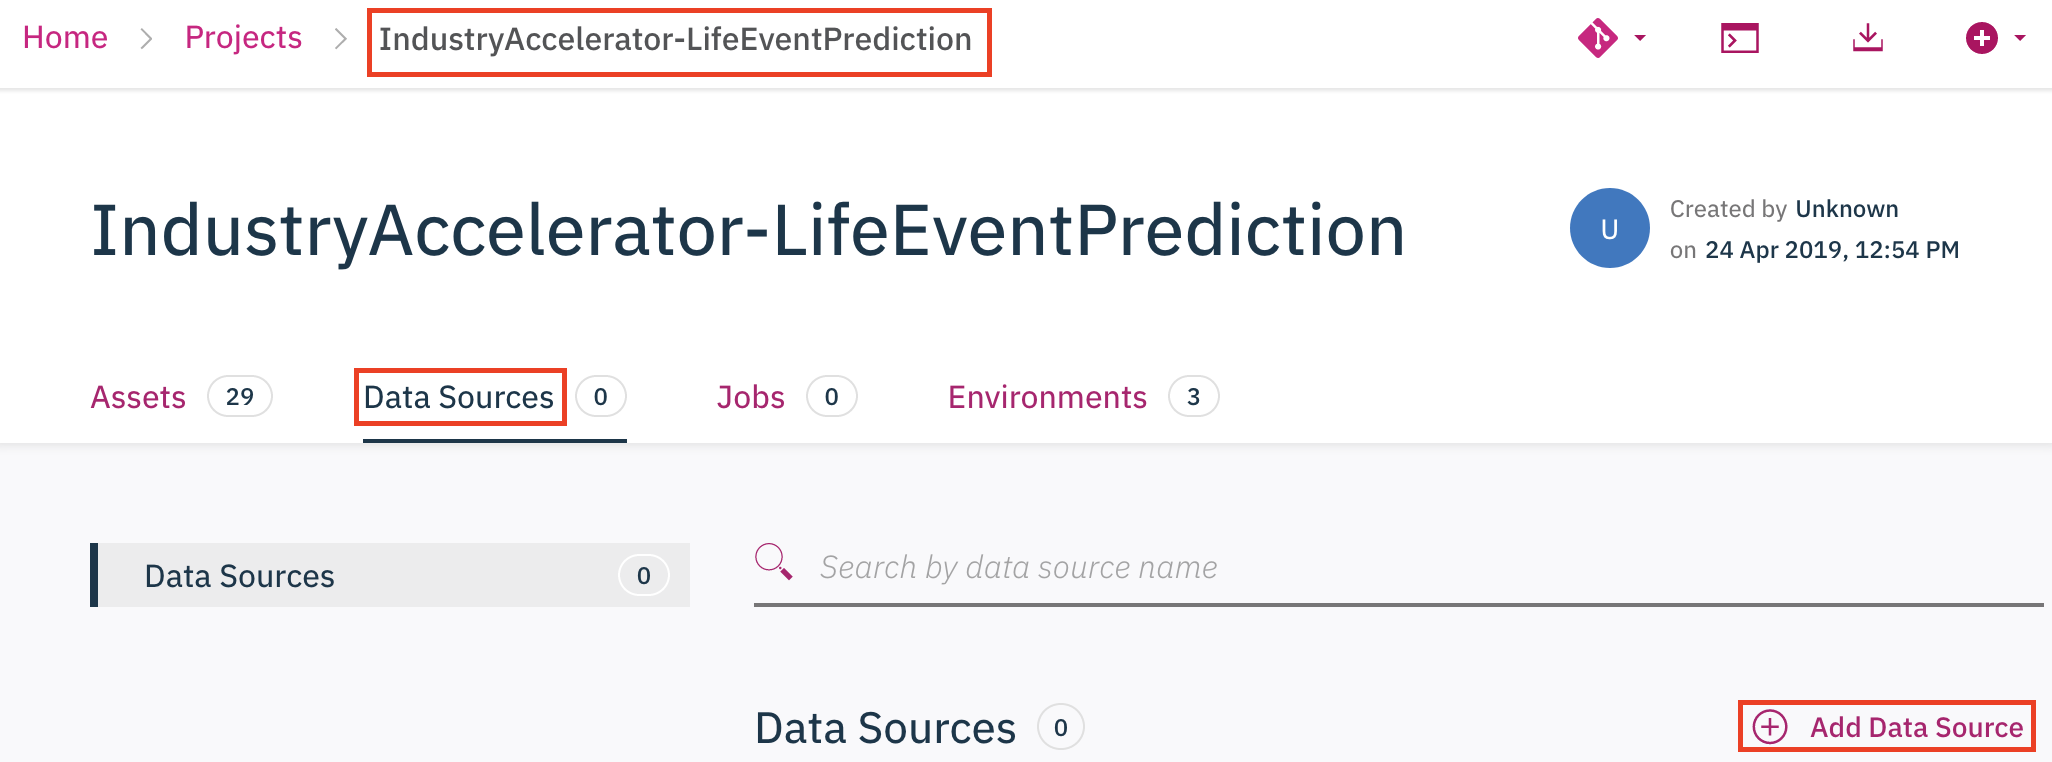 Home > Projects > IndustryAccelerator-LifeEventPrediction
IndustryAccelerator-LifeEventPrediction
U
Created by Unknown
on 24 Apr 2019, 12:54 PM
Assets 29 Data Sources 0 Jobs 0 Environments 3
Data Sources 0
Search by data source name
Data Sources 0
Add Data Source